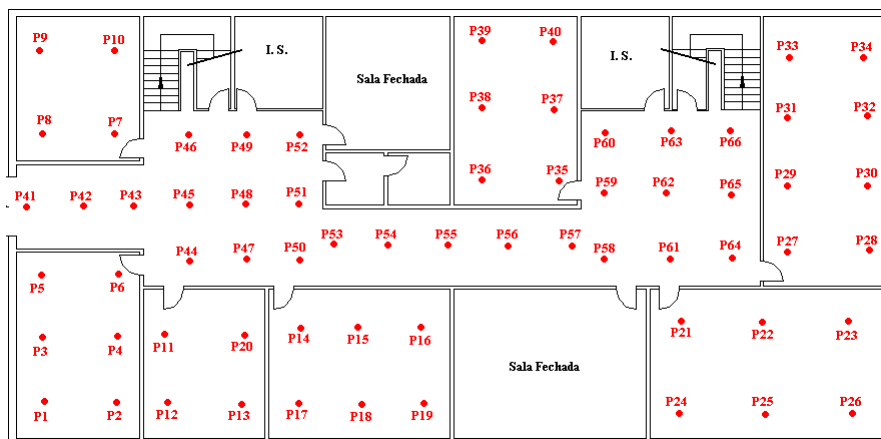 P9
P10
I. S.
Sala Fechada
P39
P40
I. S.
P33
P34
P8
P7
P38
P37
P31
P32
P46
P49
P52
P60
P63
P66
P36
P35
P29
P30
P41
P42
P43
P45
P48
P51
P59
P62
P65
P44
P47
P50
P53
P54
P55
P56
P57
P58
P61
P64
P27
P28
P5
P6
P3
P4
P11
P20
P14
P15
P16
P21
P22
P23
Sala Fechada
P1
P2
P12
P13
P17
P18
P19
P24
P25
P26